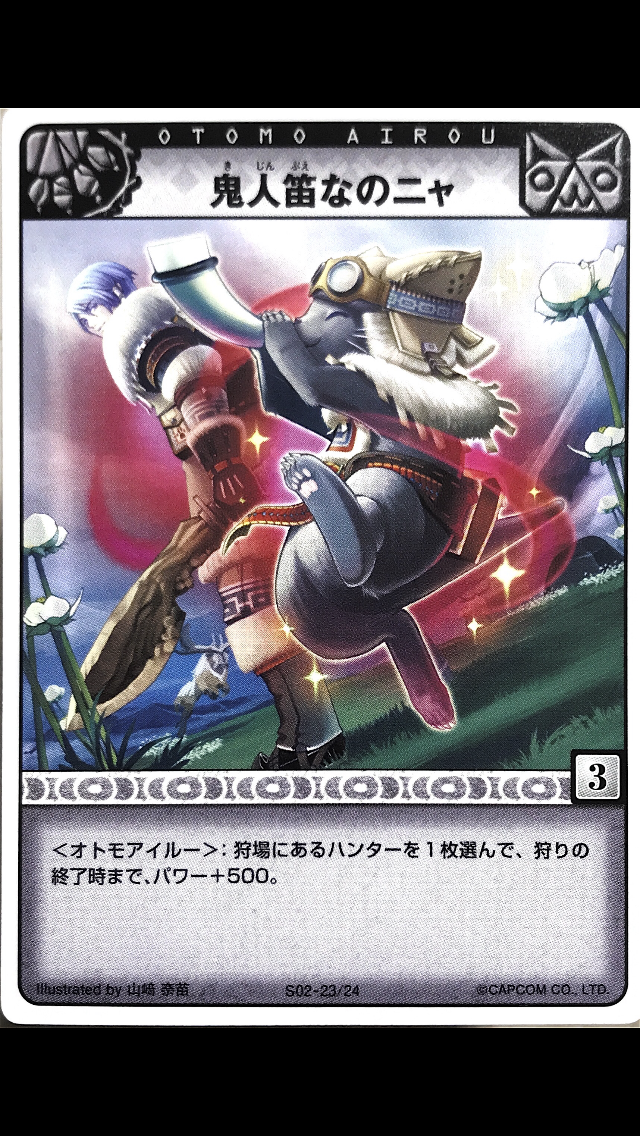 OTOMO AIROU
きじんぶえ
鬼人笛なのニャ
3
<オトモアイルー>:狩場にあるハンターを1枚選んで、狩りの
終了時まで、パワー+500。
Illustrated by 山﨑 奈苗 S02-23/24 ©CAPCOM CO., LTD.